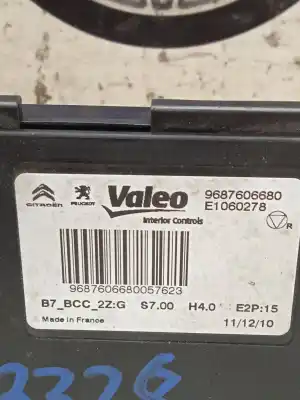 Valeo 9687606680
E1060278
CITROËN PEUGEOT Interior Controls R
9687606680057623
B7_BCC_2Z:G S7.00 H4.0 E2P:15
Made in France 11/12/10
2326